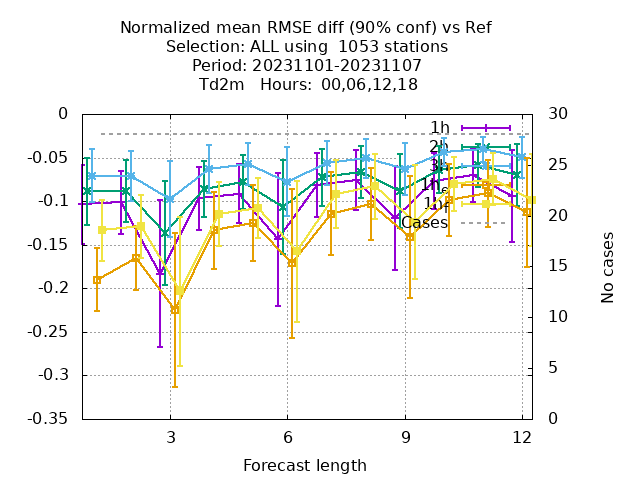 Normalized mean RMSE diff (90% conf) vs Ref
Selection: ALL using  1053 stations
Period: 20231101-20231107
Td2m   Hours:  00,06,12,18
0
-0.05
-0.1
-0.15
-0.2
-0.25
-0.3
-0.35
30
25
20
15
10
5
0
No cases
1h
2h
Cases
3
6
9
12
Forecast length